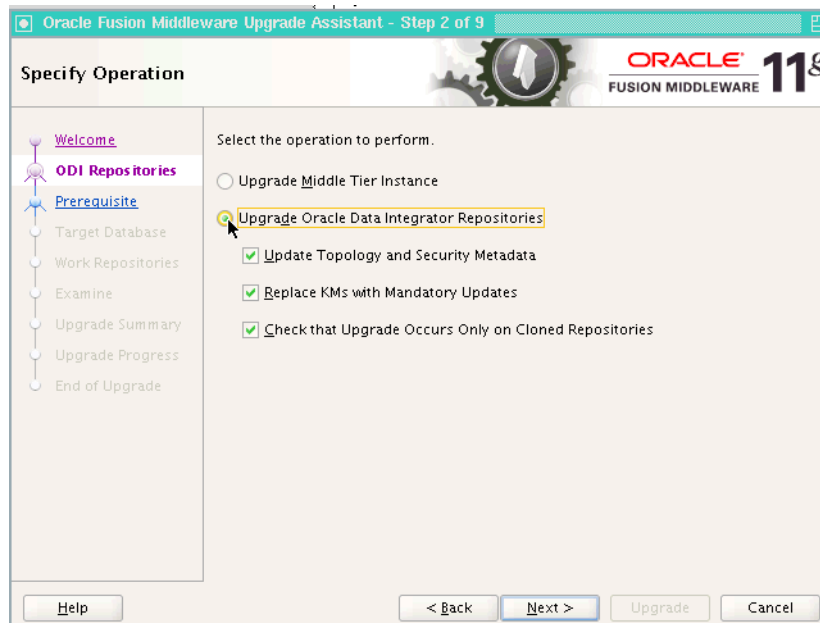 Oracle Fusion Middleware Upgrade Assistant - Step 2 of 9
Specify Operation
ORACLE
FUSION MIDDLEWARE
11g
Welcome
ODI Repositories
Prerequisite
Target Database
Work Repositories
Examine
Upgrade Summary
Upgrade Progress
End of Upgrade
Select the operation to perform.
Upgrade Middle Tier Instance
Upgrade Oracle Data Integrator Repositories
Update Topology and Security Metadata
Replace KMs with Mandatory Updates
Check that Upgrade Occurs Only on Cloned Repositories
Help
< Back
Next >
Upgrade
Cancel